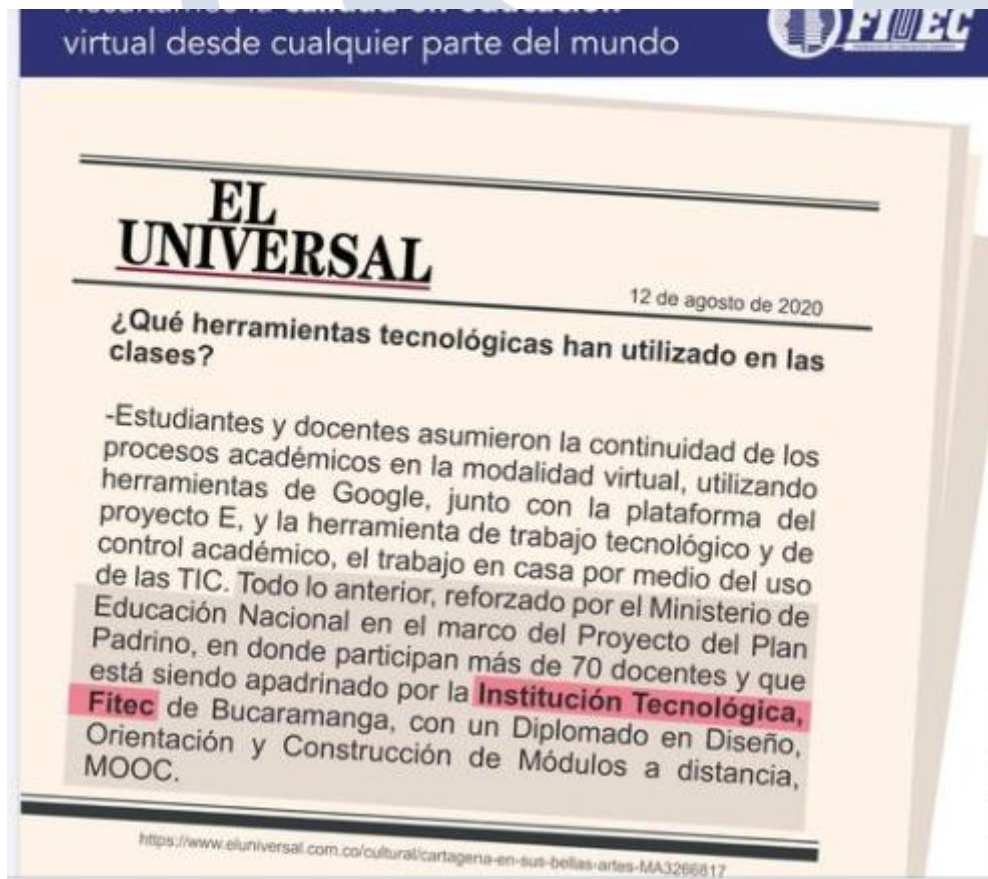 virtual desde cualquier parte del mundo
FITEC
EL
UNIVERSAL
12 de agosto de 2020
¿Qué herramientas tecnológicas han utilizado en las
clases?
-Estudiantes y docentes asumieron la continuidad de los
procesos académicos en la modalidad virtual, utilizando
herramientas de Google, junto con la plataforma del
proyecto E, y la herramienta de trabajo tecnológico y de
control académico, el trabajo en casa por medio del uso
de las TIC. Todo lo anterior, reforzado por el Ministerio de
Educación Nacional en el marco del Proyecto del Plan
Padrino, en donde participan más de 70 docentes y que
está siendo apadrinado por la Institución Tecnológica,
Fitec de Bucaramanga, con un Diplomado en Diseño,
Orientación y Construcción de Módulos a distancia,
MOOC.
https://www.eluniversal.com.co/cultural/cartagena-en-sus-bellas-artes-MA3266817